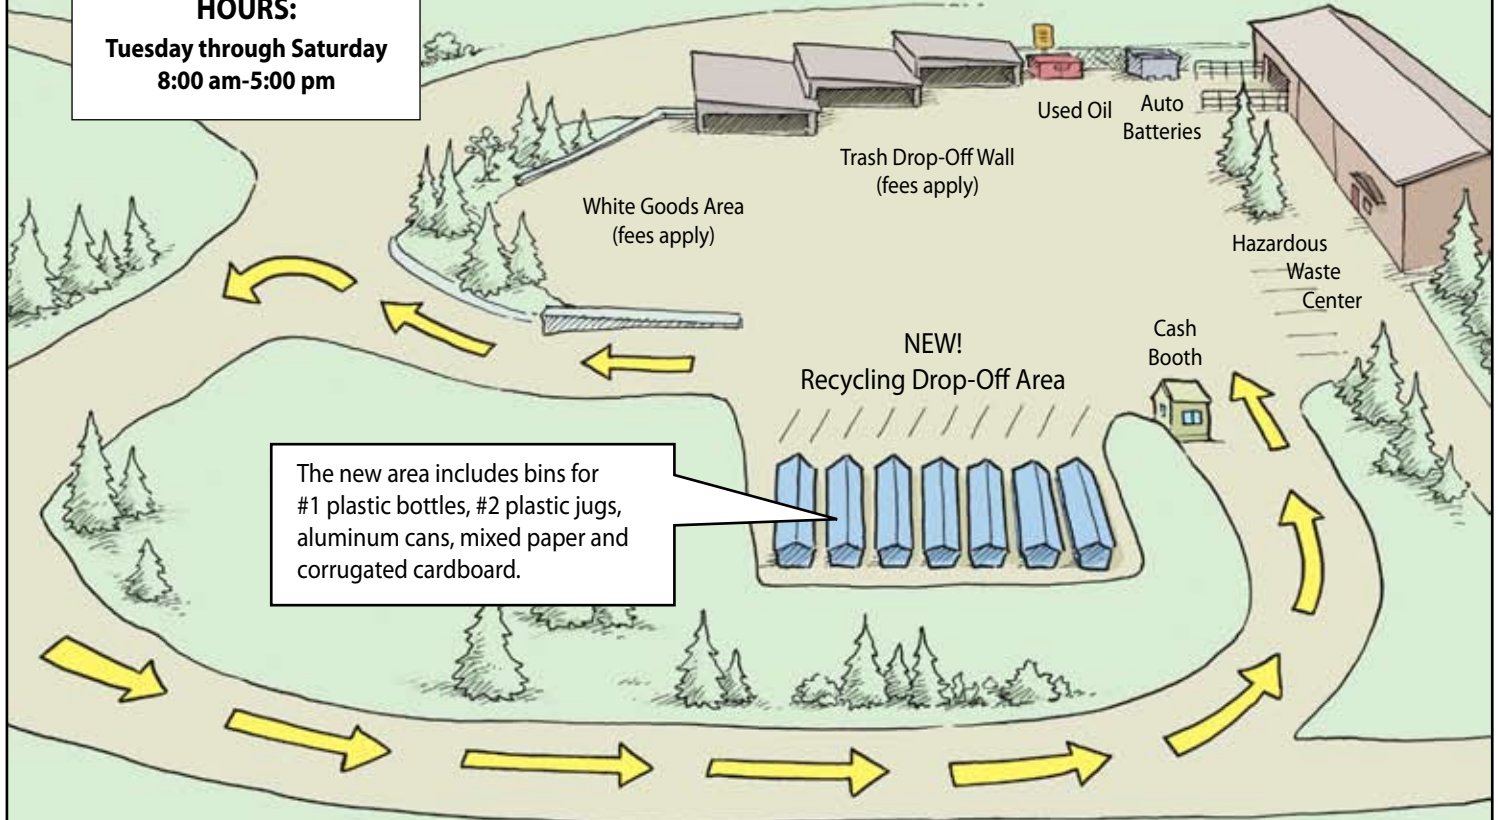 HOURS:
Tuesday through Saturday
8:00 am-5:00 pm
Used Oil
Auto
Batteries
Trash Drop-Off Wall
(fees apply)
White Goods Area
(fees apply)
Hazardous
Waste
Center
Cash
Booth
NEW!
Recycling Drop-Off Area
The new area includes bins for
#1 plastic bottles, #2 plastic jugs,
aluminum cans, mixed paper and
corrugated cardboard.